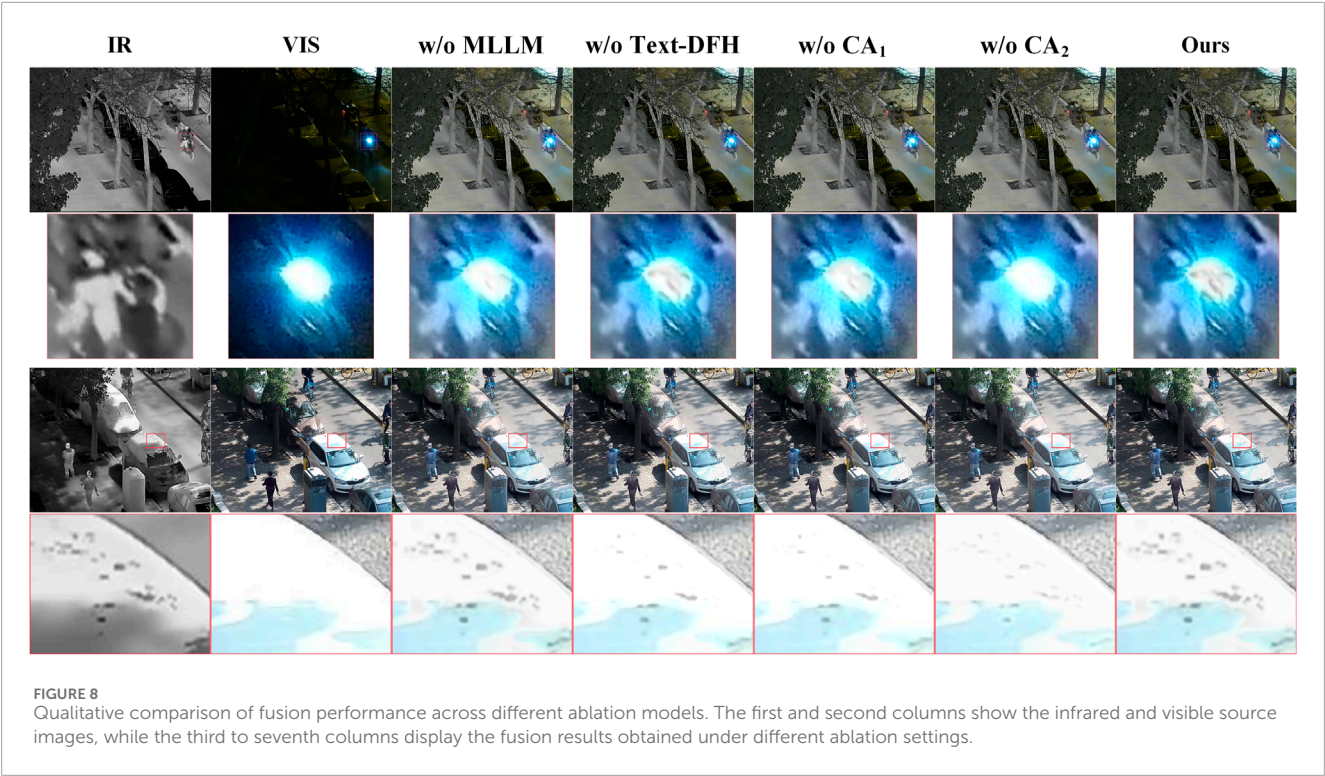 IR VIS w/o MLLM w/o Text-DFH w/o CA₁ w/o CA₂ Ours
FIGURE 8
Qualitative comparison of fusion performance across different ablation models. The first and second columns show the infrared and visible source
images, while the third to seventh columns display the fusion results obtained under different ablation settings.